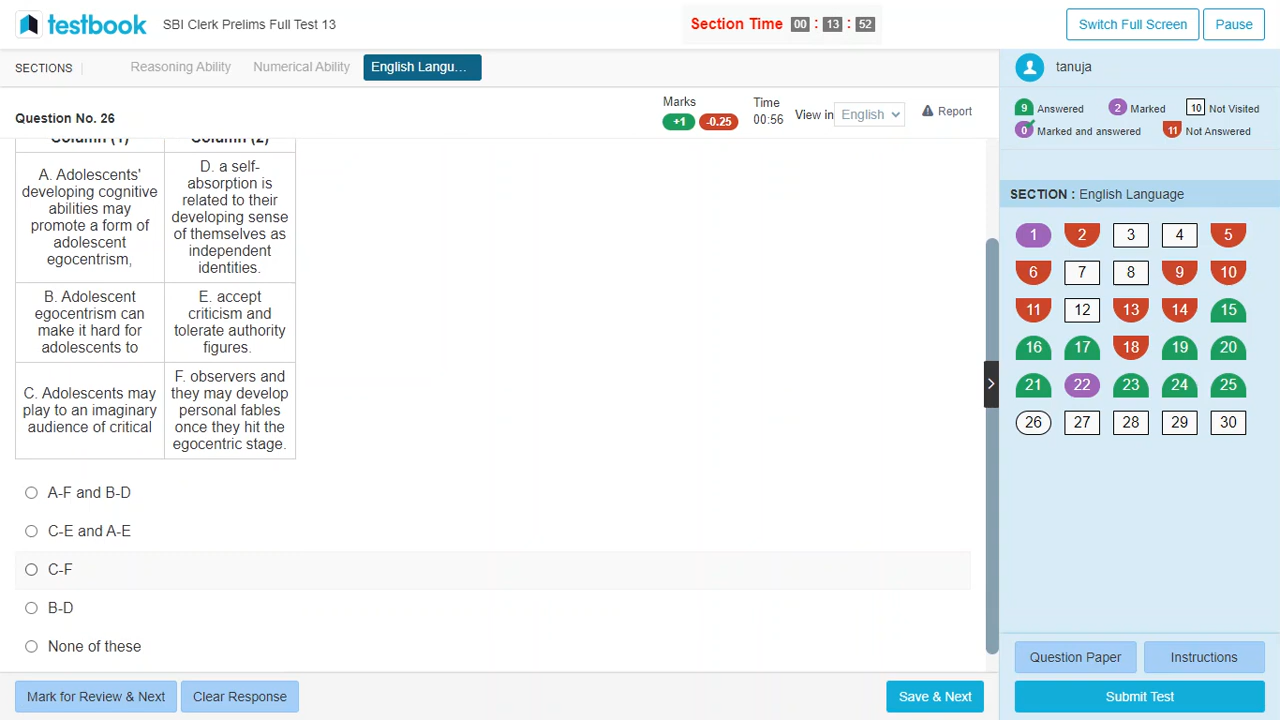 testbook
SBI Clerk Prelims Full Test 13
Section Time 00 : 13 : 52
Switch Full Screen
Pause
SECTIONS
Reasoning Ability
Numerical Ability
English Langu...
tanuja
Question No. 26
Marks
+1
-0.25
Time
00:56
View in
English
Report
9 Answered
2 Marked
10 Not Visited
0 Marked and answered
11 Not Answered
Column (1)
Column (2)
A. Adolescents'
developing cognitive
abilities may
promote a form of
adolescent
egocentrism,
D. a self-
absorption is
related to their
developing sense
of themselves as
independent
identities.
B. Adolescent
egocentrism can
make it hard for
adolescents to
E. accept
criticism and
tolerate authority
figures.
C. Adolescents may
play to an imaginary
audience of critical
F. observers and
they may develop
personal fables
once they hit the
egocentric stage.
A-F and B-D
C-E and A-E
C-F
B-D
None of these
SECTION : English Language
1 2 3 4 5
6 7 8 9 10
11 12 13 14 15
16 17 18 19 20
21 22 23 24 25
26 27 28 29 30
Question Paper
Instructions
Mark for Review & Next
Clear Response
Save & Next
Submit Test